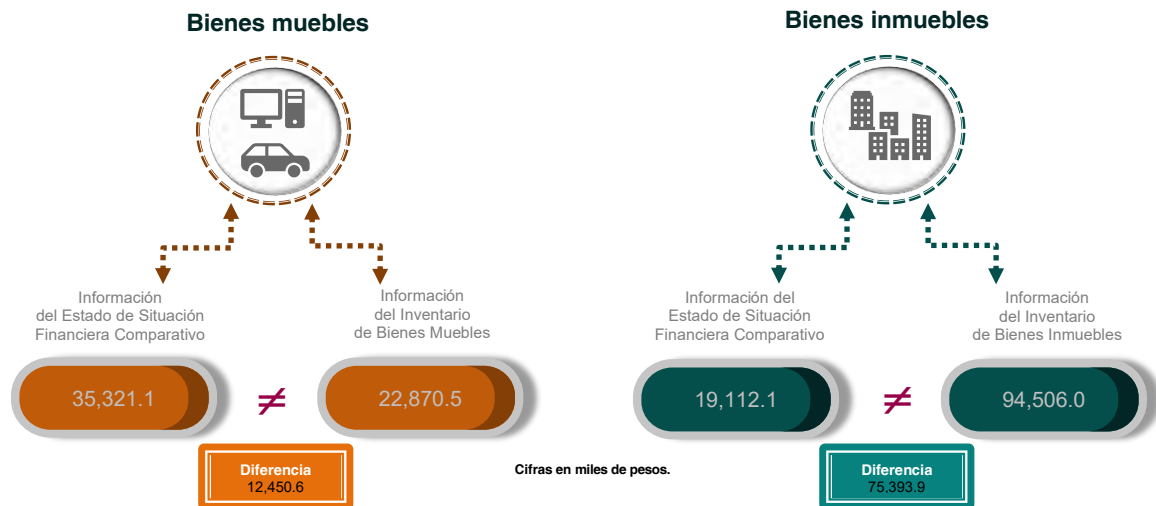 Bienes muebles
Información
del Estado de Situación
Financiera Comparativo
Información
del Inventario
de Bienes Muebles
35,321.1
≠
22,870.5
Diferencia
12,450.6
Cifras en miles de pesos.
Bienes inmuebles
Información del
Estado de Situación
Financiera Comparativo
Información
del Inventario
de Bienes Inmuebles
19,112.1
≠
94,506.0
Diferencia
75,393.9